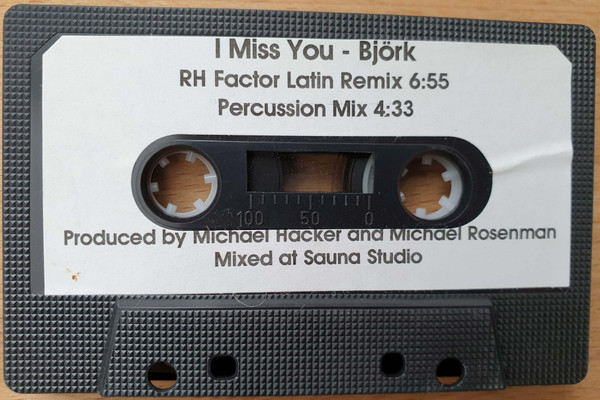 I Miss You - Björk
RH Factor Latin Remix 6:55
Percussion Mix 4:33
100 50 0
Produced by Michael Hacker and Michael Rosenman
Mixed at Sauna Studio